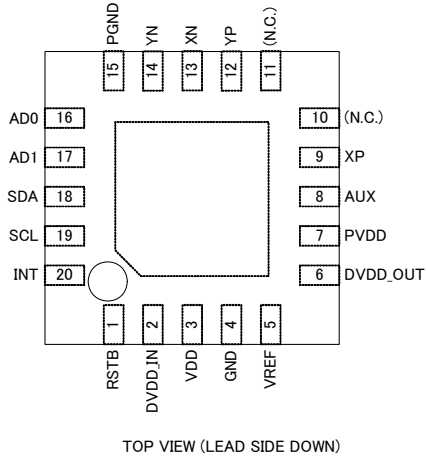 PGND YN XN YP (N.C.)
15 14 13 12 11
AD0 16 10 (N.C.)
AD1 17 9 XP
SDA 18 8 AUX
SCL 19 7 PVDD
INT 20 6 DVDD_OUT
1 2 3 4 5
RSTB DVDD_IN VDD GND VREF
TOP VIEW (LEAD SIDE DOWN)